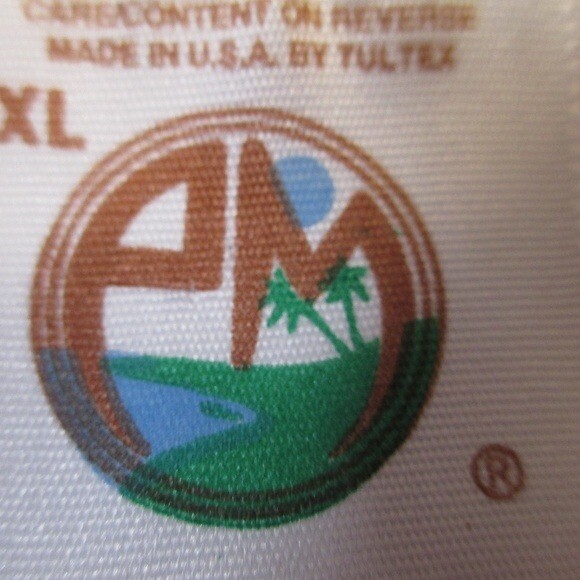 CARE/CONTENT ON REVERSE
MADE IN U.S.A. BY TULTEX
XL
PM
®